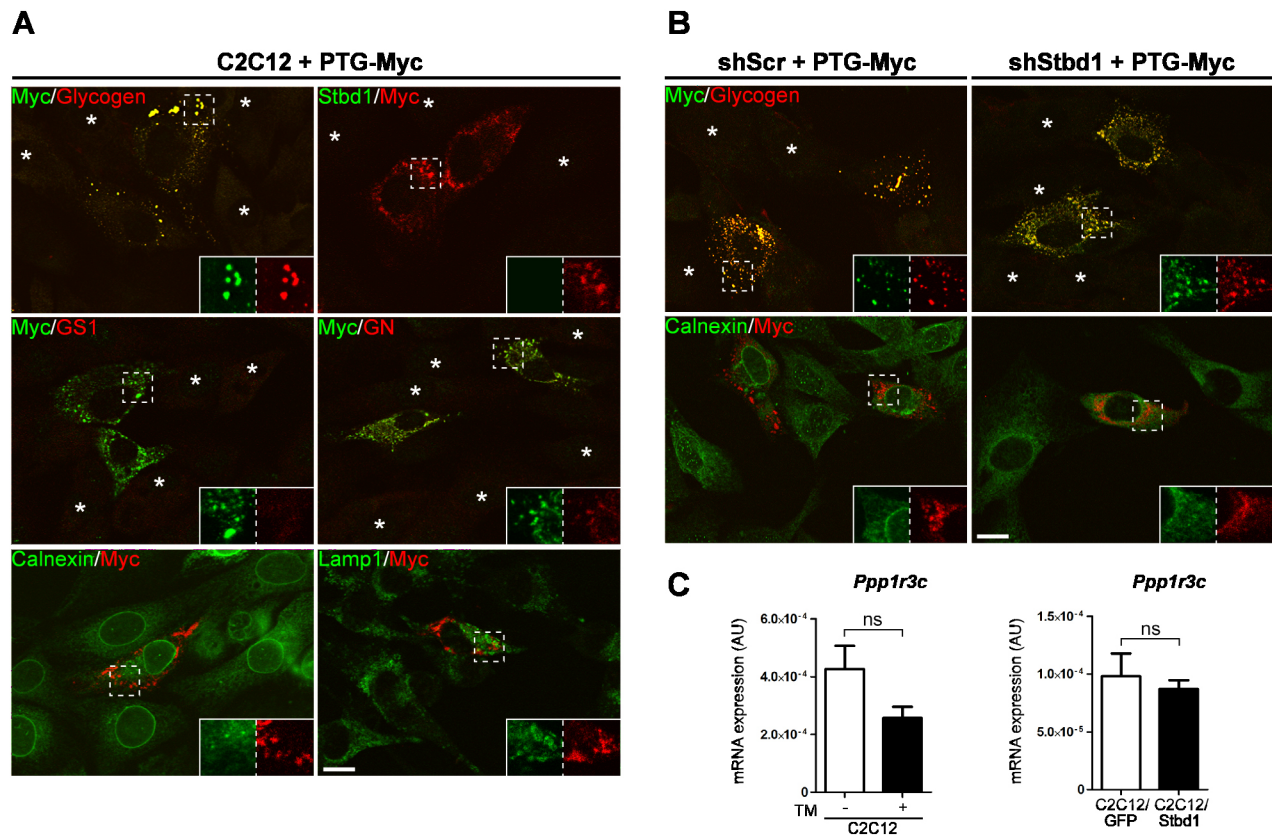 A
C2C12 + PTG-Myc
Myc/Glycogen
* * * *
Stbd1/Myc
* * *
Myc/GS1
* * * *
Myc/GN
* * * * * *
Calnexin/Myc
Lamp1/Myc
B
shScr + PTG-Myc
shStbd1 + PTG-Myc
Myc/Glycogen
* * *
* * * *
Calnexin/Myc
C
Ppp1r3c
mRNA expression (AU)
6.0×10⁻⁴
4.0×10⁻⁴
2.0×10⁻⁴
0
ns
TM - +
C2C12
Ppp1r3c
mRNA expression (AU)
1.5×10⁻⁴
1.0×10⁻⁴
5.0×10⁻⁵
0
ns
C2C12/ C2C12/
GFP Stbd1